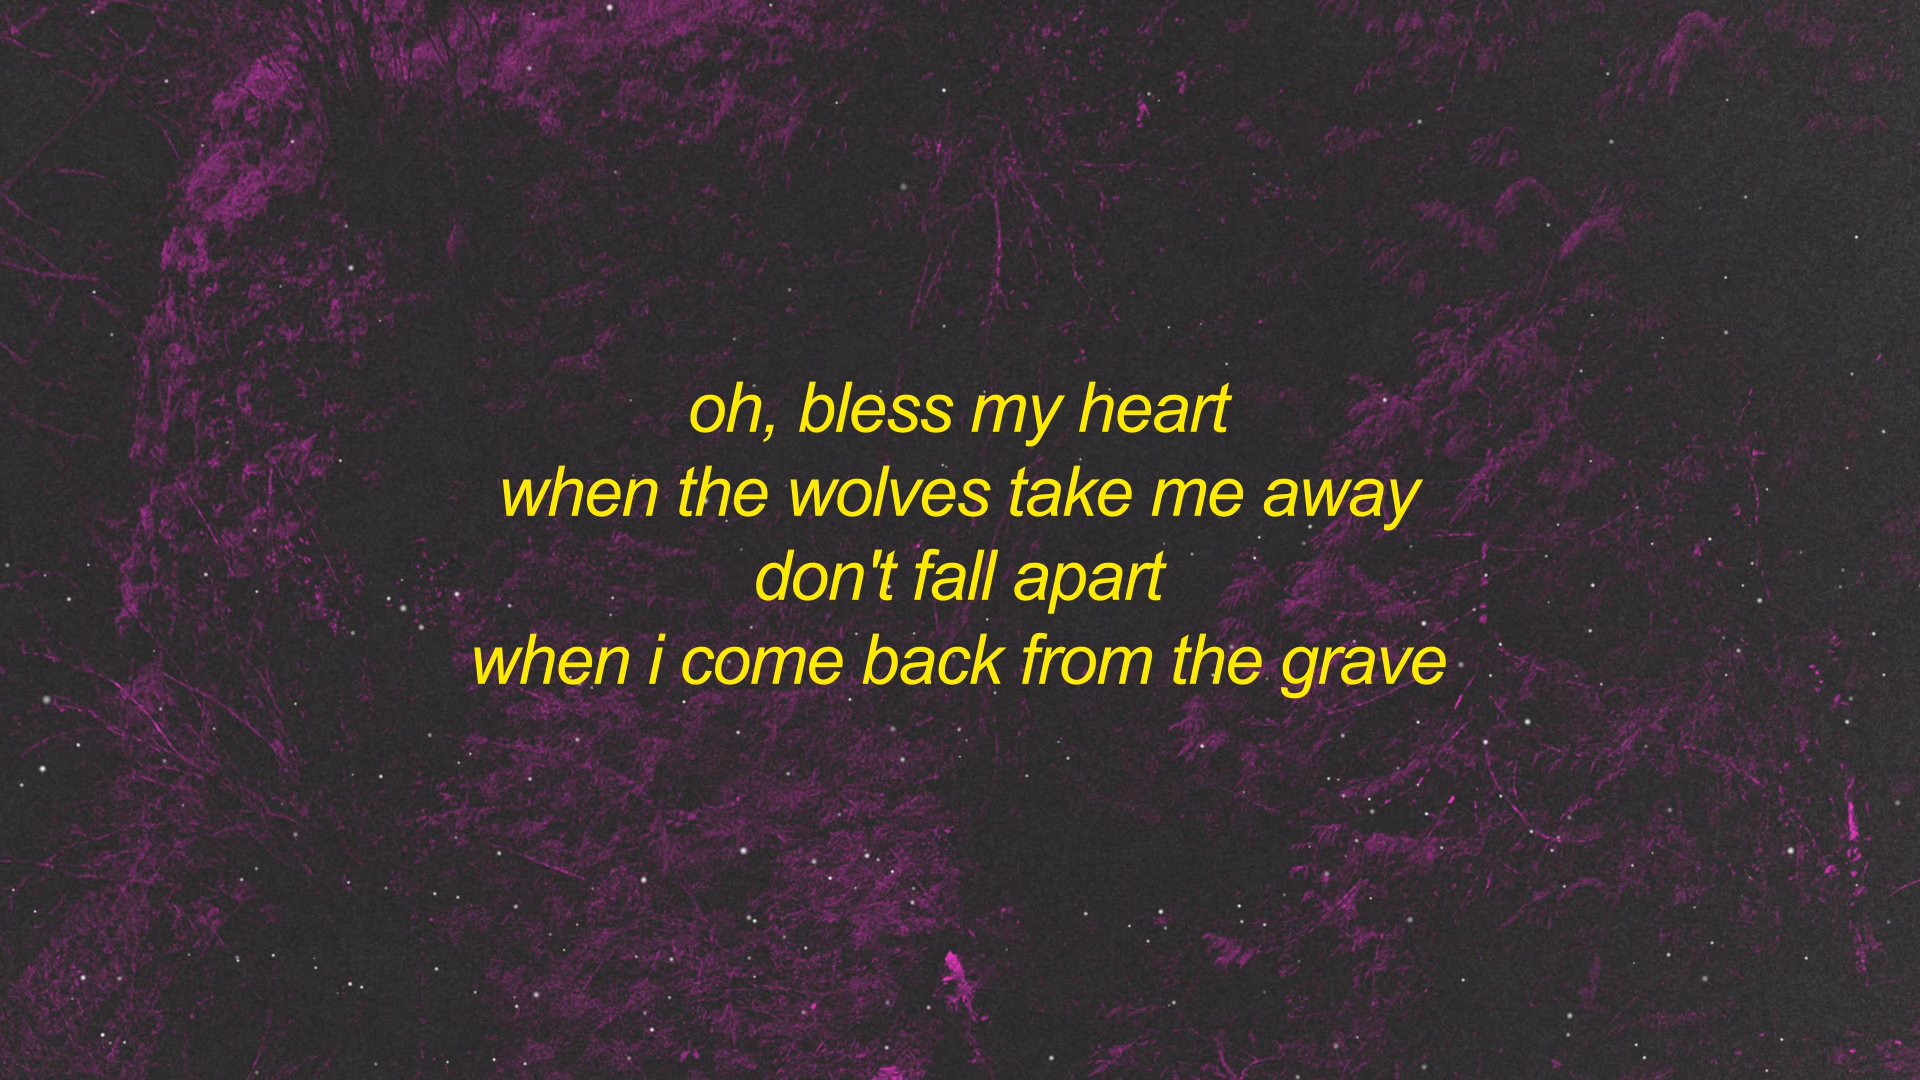 oh, bless my heart
when the wolves take me away
don't fall apart
when i come back from the grave